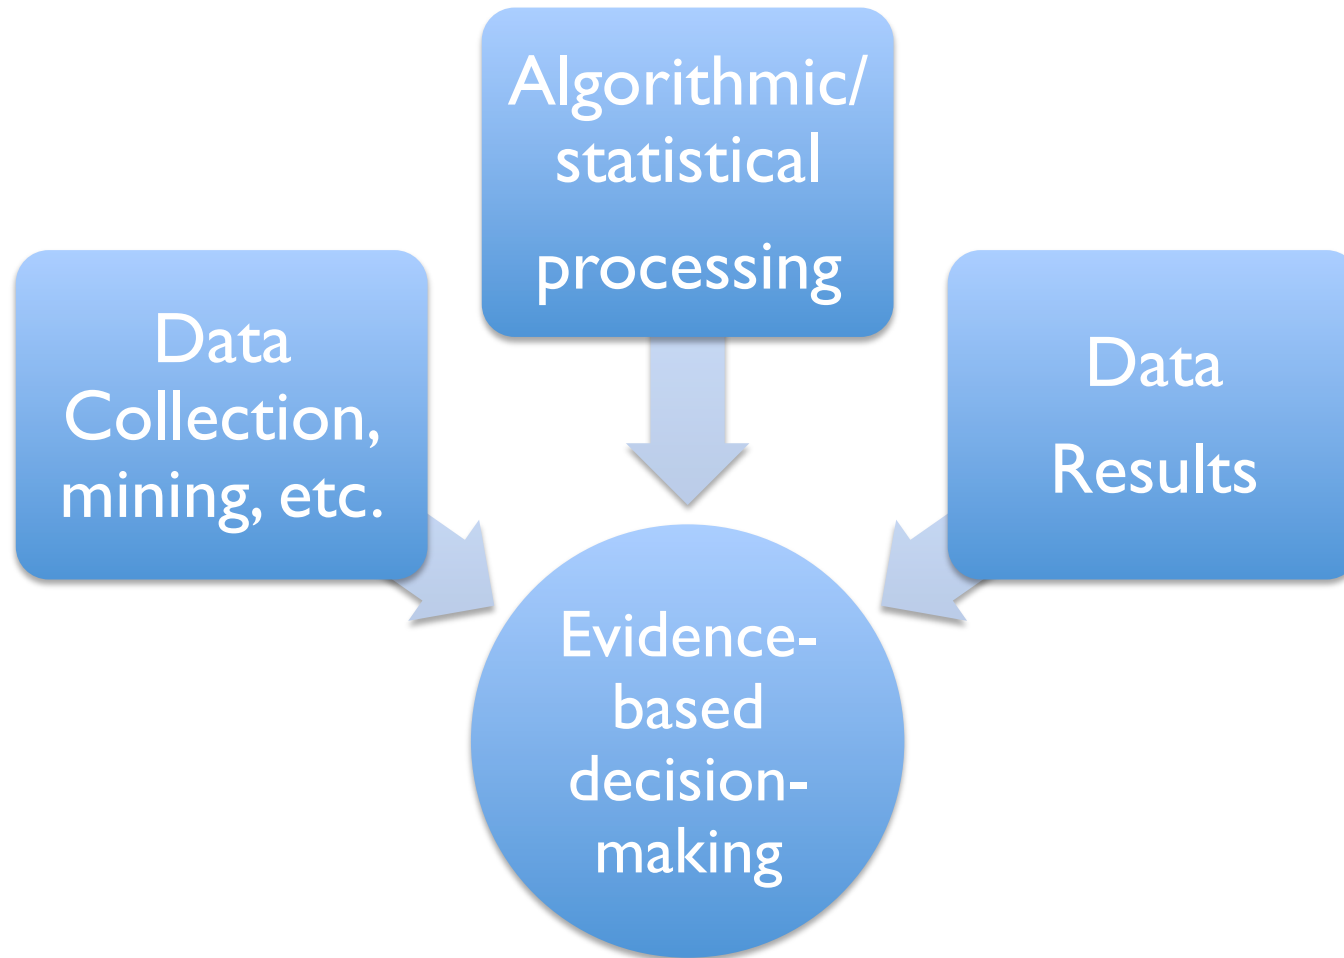 Algorithmic/
statistical
processing
Data
Collection,
mining, etc.
Data
Results
Evidence-
based
decision-
making